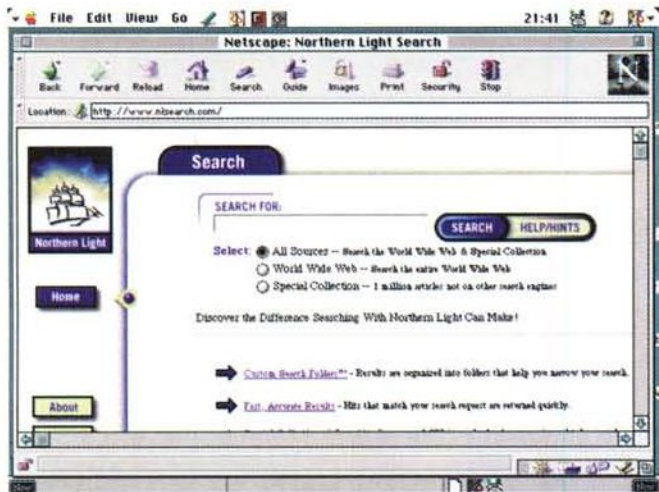 File Edit View Go 21:41
Netscape: Northern Light Search
Back Forward Reload Home Search Guide Images Print Security Stop
Location: http://www.nlsearch.com/
Search
SEARCH FOR:
SEARCH HELP/HINTS
Northern Light
Select: All Sources -- Search the World Wide Web & Special Collection
World Wide Web -- Search the entire World Wide Web
Special Collection -- 1 million articles not on other search engines
Home
Discover the Difference Searching With Northern Light Can Make!
Custom Search Folders™ - Results are organized into folders that help you narrow your search.
Fast, Accurate Results - Hits that match your search request are returned quickly.
About